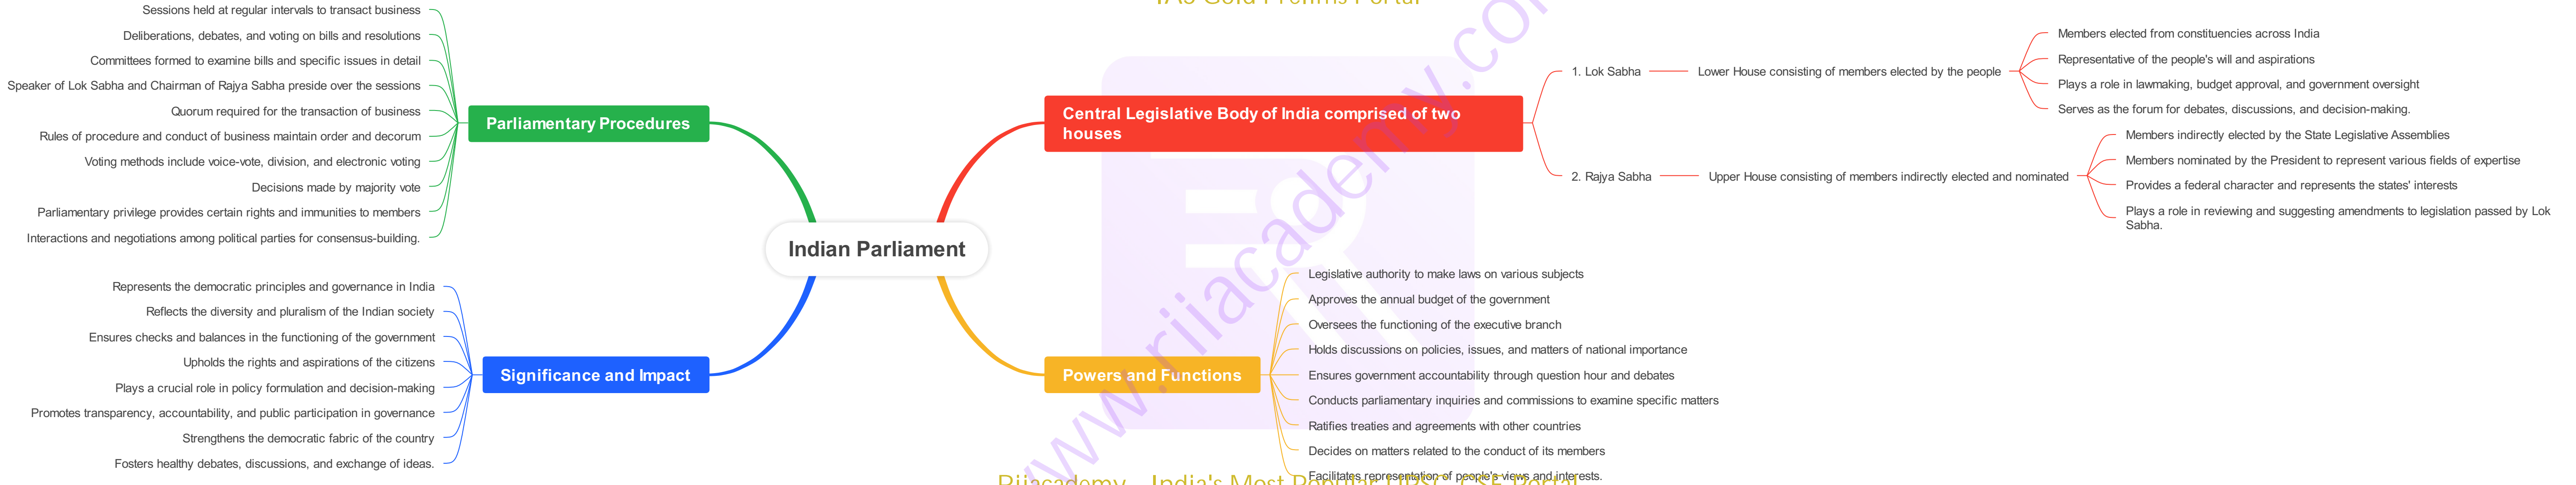 IAS Gold Prelims Portal
Sessions held at regular intervals to transact business
Deliberations, debates, and voting on bills and resolutions
Committees formed to examine bills and specific issues in detail
Speaker of Lok Sabha and Chairman of Rajya Sabha preside over the sessions
Quorum required for the transaction of business
Rules of procedure and conduct of business maintain order and decorum
Voting methods include voice-vote, division, and electronic voting
Decisions made by majority vote
Parliamentary privilege provides certain rights and immunities to members
Interactions and negotiations among political parties for consensus-building.
Parliamentary Procedures
Represents the democratic principles and governance in India
Reflects the diversity and pluralism of the Indian society
Ensures checks and balances in the functioning of the government
Upholds the rights and aspirations of the citizens
Plays a crucial role in policy formulation and decision-making
Promotes transparency, accountability, and public participation in governance
Strengthens the democratic fabric of the country
Fosters healthy debates, discussions, and exchange of ideas.
Significance and Impact
Indian Parliament
Central Legislative Body of India comprised of two
houses
1. Lok Sabha
Lower House consisting of members elected by the people
Members elected from constituencies across India
Representative of the people's will and aspirations
Plays a role in lawmaking, budget approval, and government oversight
Serves as the forum for debates, discussions, and decision-making.
2. Rajya Sabha
Upper House consisting of members indirectly elected and nominated
Members indirectly elected by the State Legislative Assemblies
Members nominated by the President to represent various fields of expertise
Provides a federal character and represents the states' interests
Plays a role in reviewing and suggesting amendments to legislation passed by Lok
Sabha.
Powers and Functions
Legislative authority to make laws on various subjects
Approves the annual budget of the government
Oversees the functioning of the executive branch
Holds discussions on policies, issues, and matters of national importance
Ensures government accountability through question hour and debates
Conducts parliamentary inquiries and commissions to examine specific matters
Ratifies treaties and agreements with other countries
Decides on matters related to the conduct of its members
Facilitates representation of people's views and interests.
www.rijiacademy.com
Rijiacademy - India's Most Popular UPSC CSE Portal